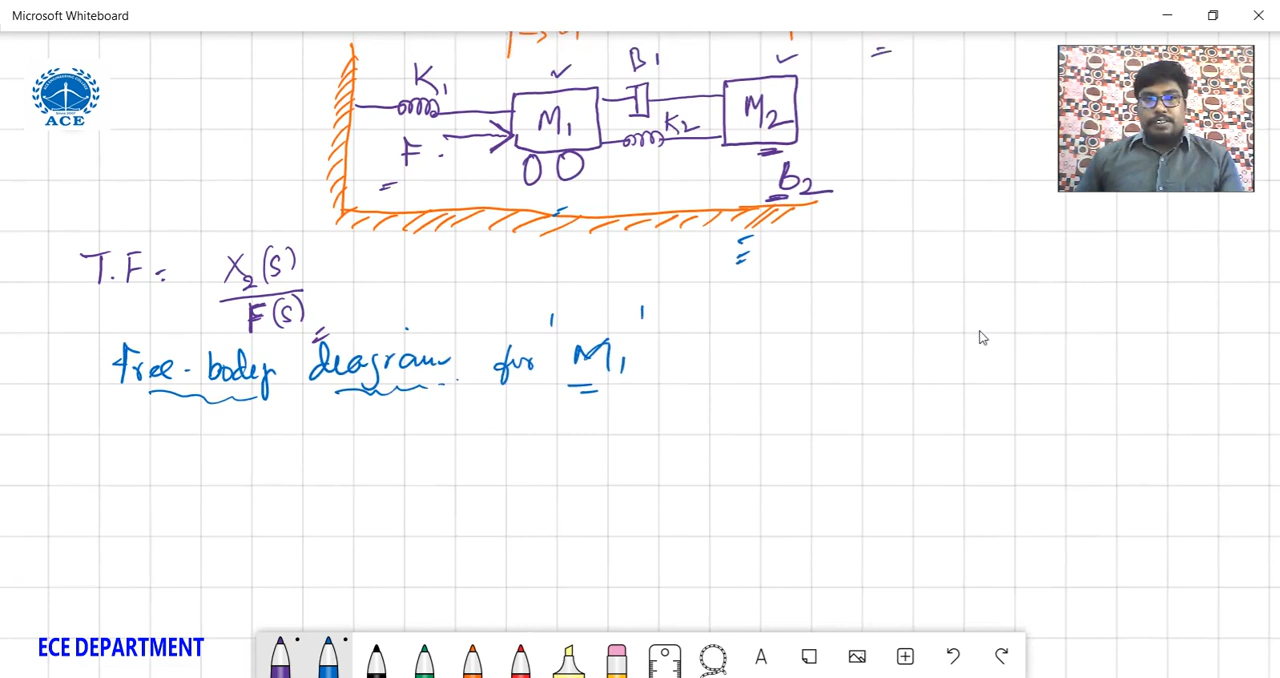 Microsoft Whiteboard
ACE
K1
M1
B1
K2
M2
F
B2
T.F = X2(s)
F(s)
free-body diagram for 'M1'
ECE DEPARTMENT
A